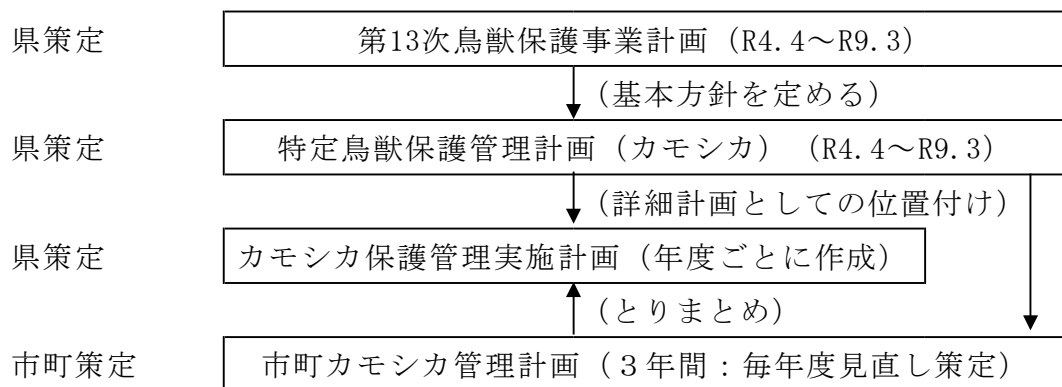 県策定 第13次鳥獣保護事業計画（R4.4～R9.3）
（基本方針を定める）
県策定 特定鳥獣保護管理計画（カモシカ）（R4.4～R9.3）
（詳細計画としての位置付け）
県策定 カモシカ保護管理実施計画（年度ごとに作成）
（とりまとめ）
市町策定 市町カモシカ管理計画（３年間：毎年度見直し策定）